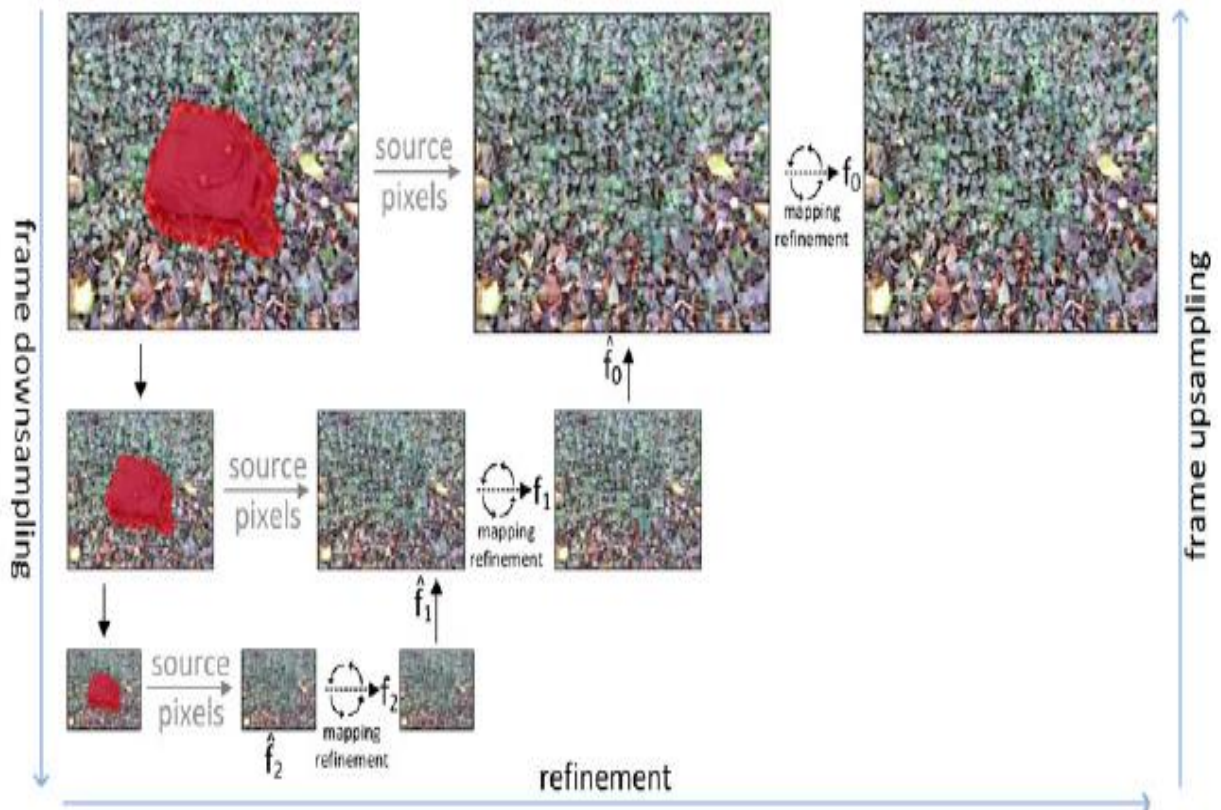 frame downsampling
source
pixels
mapping
refinement
f₀
f̂₀
source
pixels
mapping
refinement
f₁
f̂₁
source
pixels
f̂₂
mapping
refinement
f₂
refinement
frame upsampling